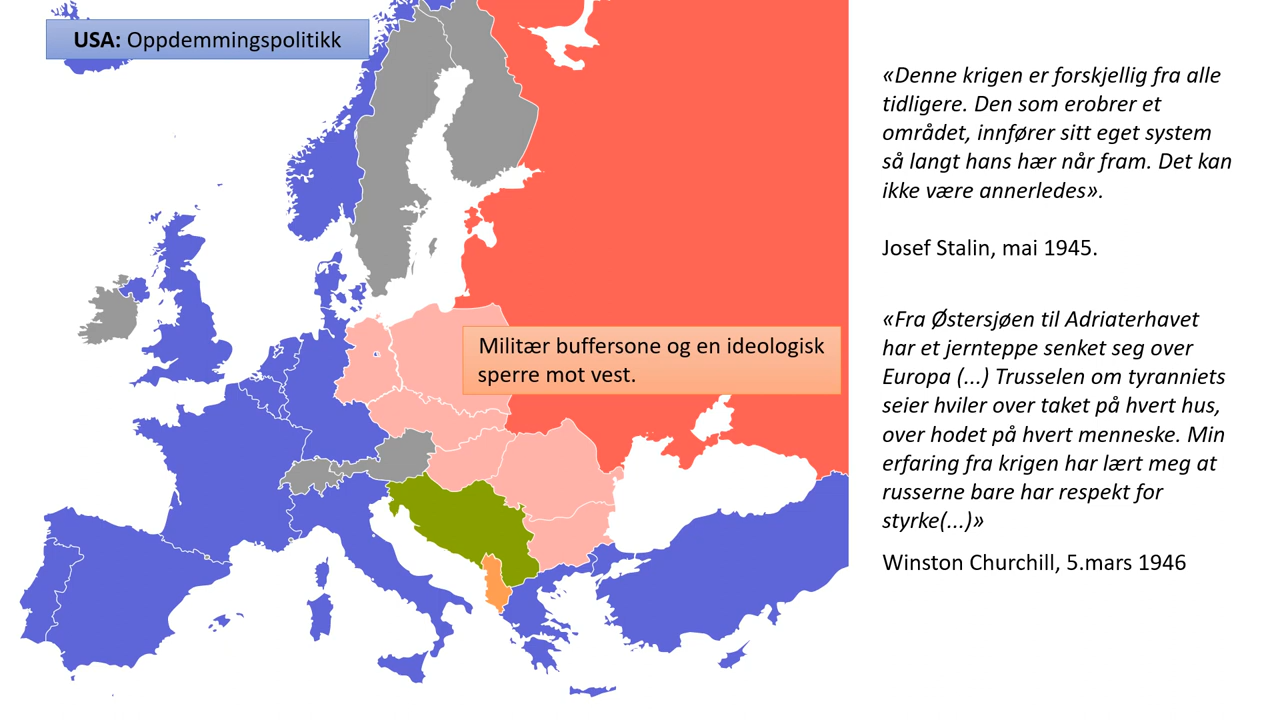 USA: Oppdemmingspolitikk
Militær buffersone og en ideologisk
sperre mot vest.
«Denne krigen er forskjellig fra alle
tidligere. Den som erobrer et
området, innfører sitt eget system
så langt hans hær når fram. Det kan
ikke være annerledes».
Josef Stalin, mai 1945.
«Fra Østersjøen til Adriaterhavet
har et jernteppe senket seg over
Europa (...) Trusselen om tyranniets
seier hviler over taket på hvert hus,
over hodet på hvert menneske. Min
erfaring fra krigen har lært meg at
russerne bare har respekt for
styrke(...)»
Winston Churchill, 5.mars 1946